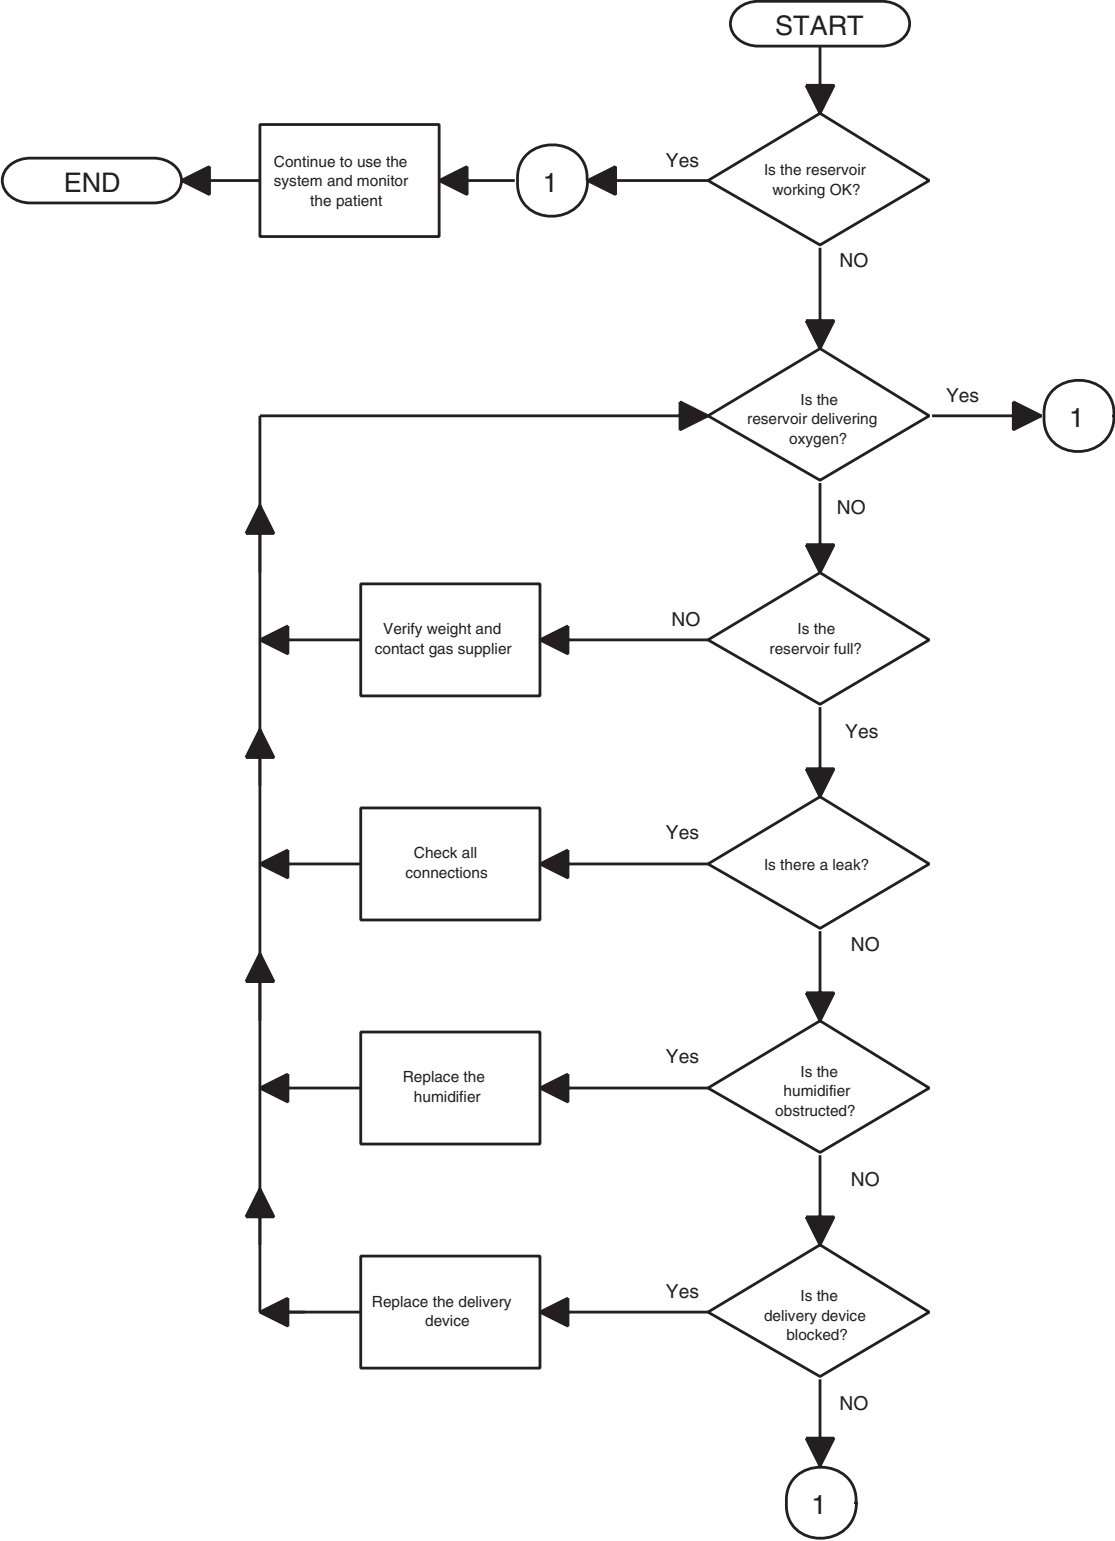 START
Yes
Is the reservoir
working OK?
Continue to use the
system and monitor
the patient
END
1
NO
Is the
reservoir delivering
oxygen?
Yes
1
NO
Is the
reservoir full?
NO
Verify weight and
contact gas supplier
Yes
Is there a leak?
Yes
Check all
connections
NO
Is the
humidifier
obstructed?
Yes
Replace the
humidifier
NO
Is the
delivery device
blocked?
Yes
Replace the delivery
device
NO
1